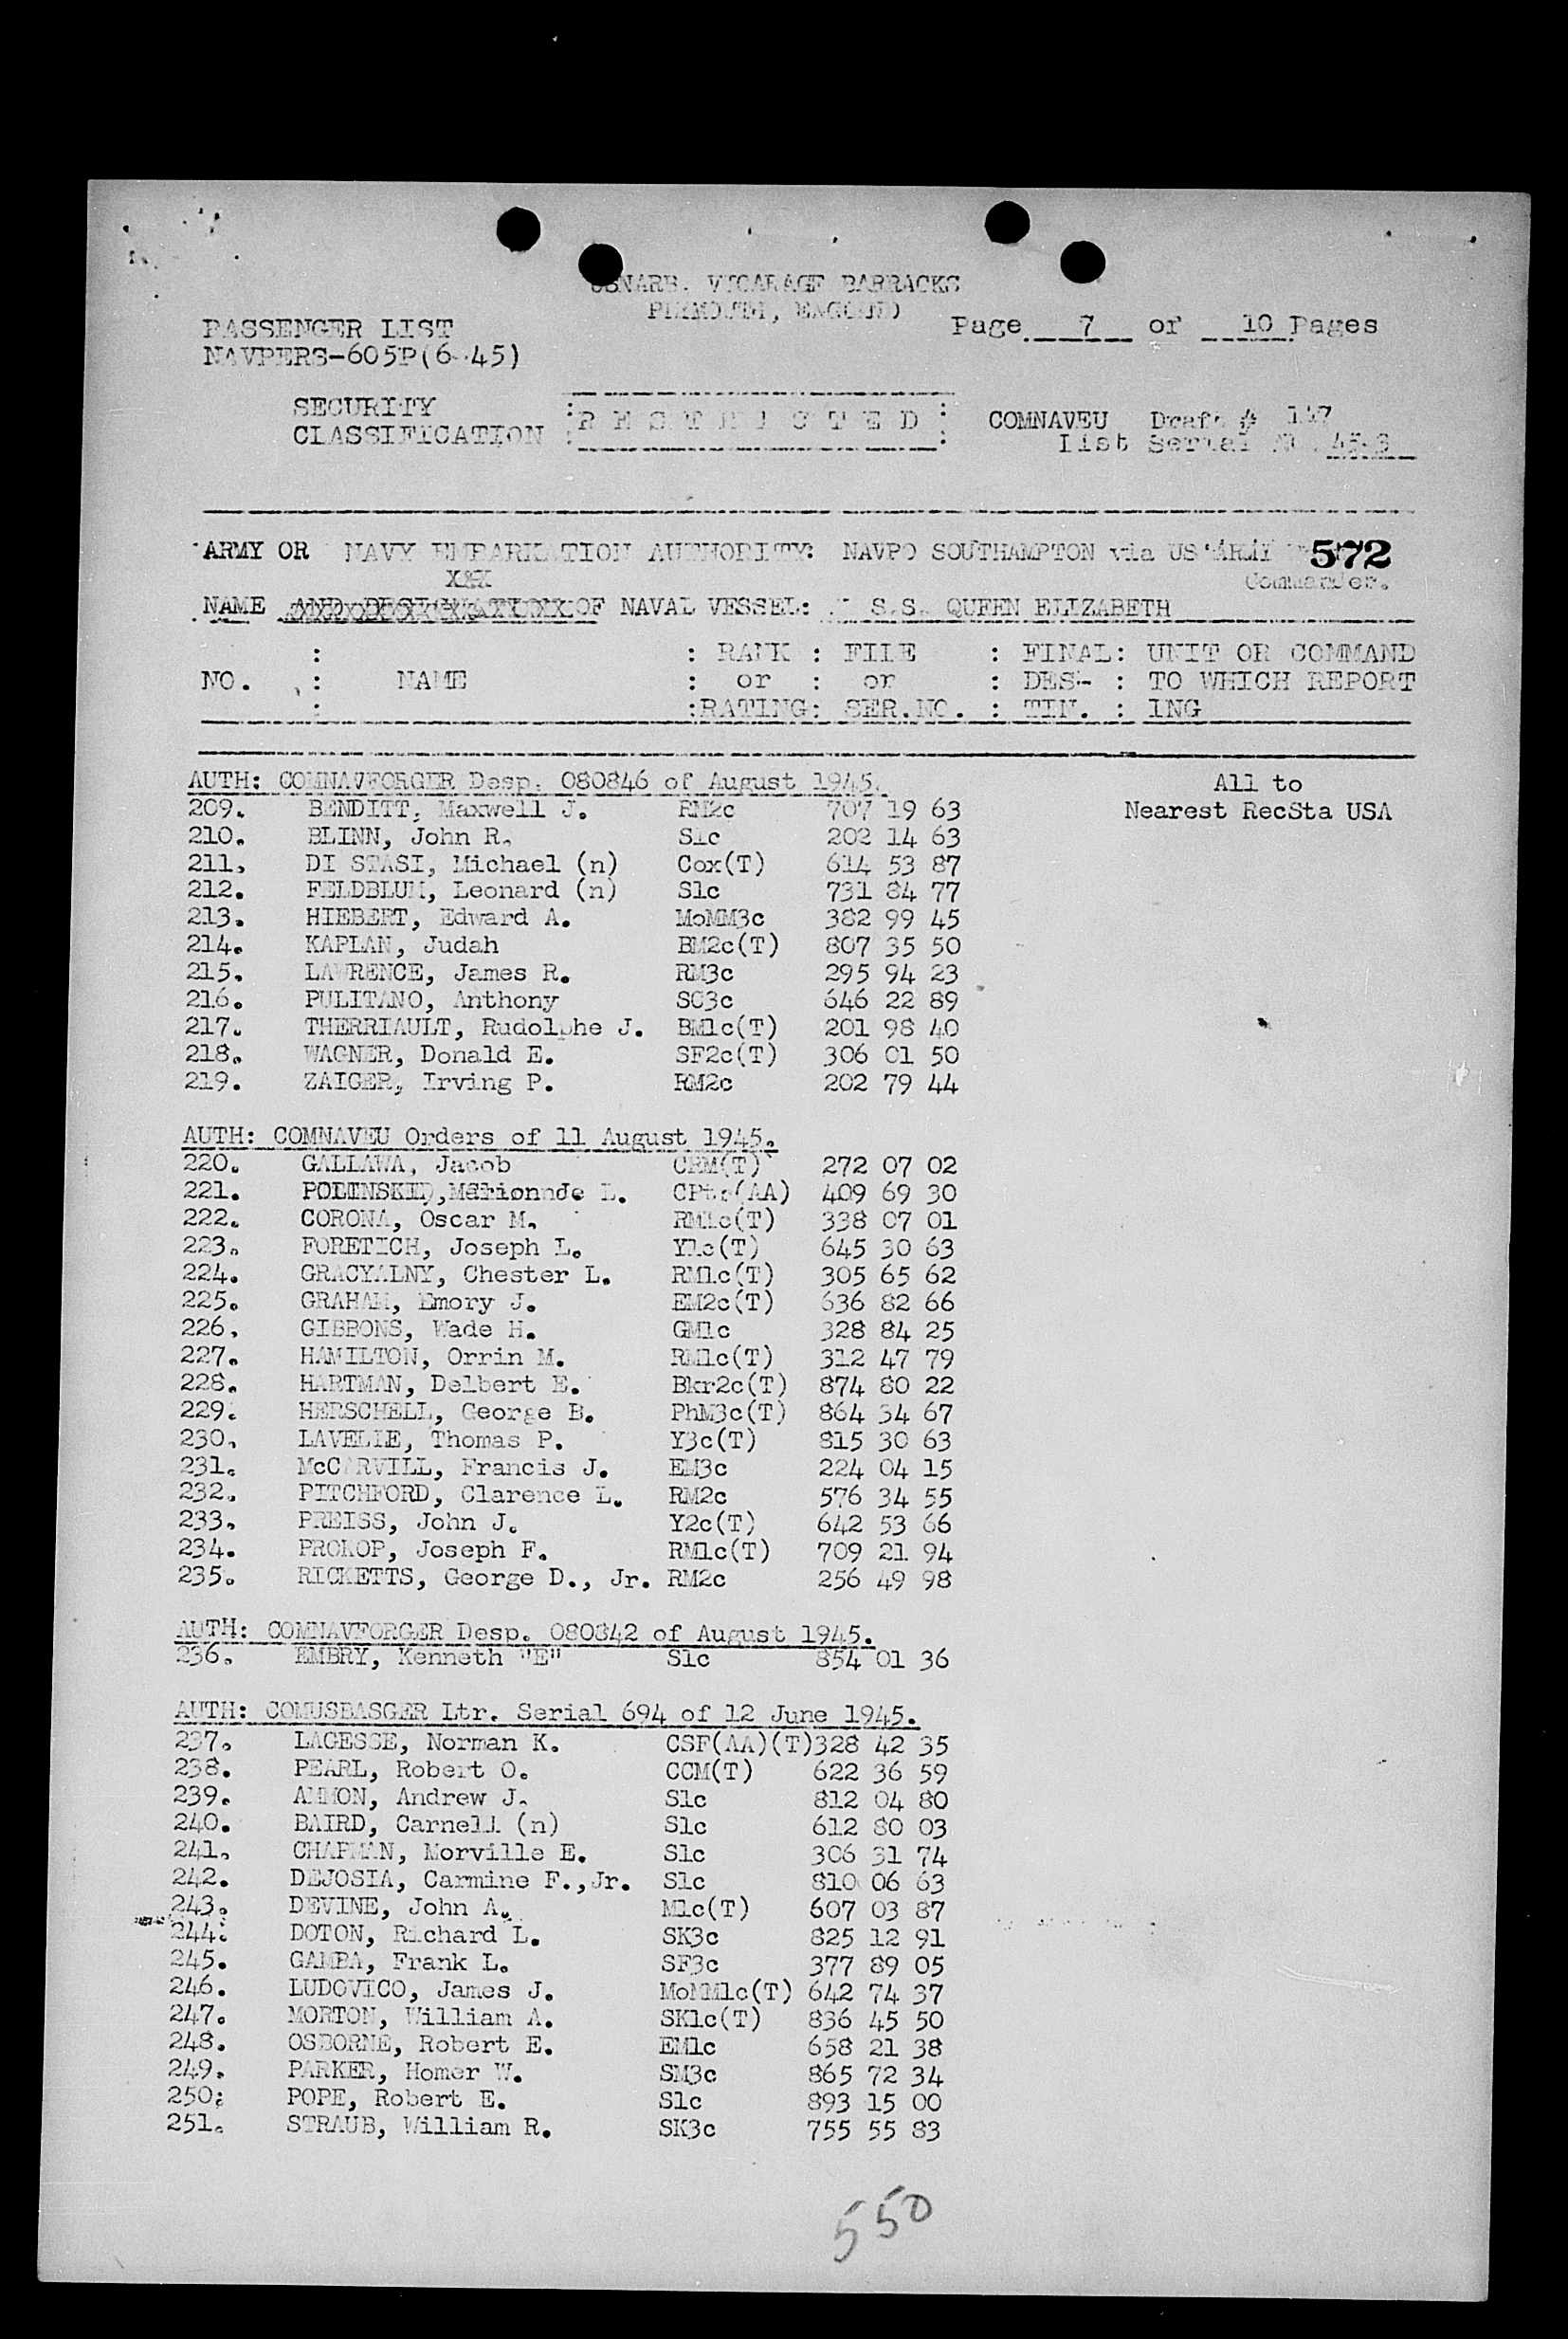 USNARB. VICARAGE BARRACKS
PLYMOUTH, ENGLAND
PASSENGER LIST
Page 7 of 10 Pages
NAVPERS-605P(6-45)
SECURITY
CLASSIFICATION
: R E S T R I C T E D :
COMNAVEU Draft # 147
List Serial
ARMY OR NAVY EMBARKATION AUTHORITY: NAVPO SOUTHAMPTON via US ARMY
572
Commander.
NAME AND DESIGNATION OF NAVAL VESSEL: S.S. QUEEN ELIZABETH
: : RANK : FILE : FINAL: UNIT OR COMMAND
NO. : NAME : or : or : DES- : TO WHICH REPORT
: :RATING: SER.NO. : TIN. : ING
AUTH: COMNAVFORGER Desp. 080846 of August 1945. All to
209. BENDITT, Maxwell J. RM2c 707 19 63 Nearest RecSta USA
210. BLINN, John R. S1c 202 14 63
211. DI STASI, Michael (n) Cox(T) 614 53 87
212. FELDBLUM, Leonard (n) S1c 731 84 77
213. HIEBERT, Edward A. MoMM3c 382 99 45
214. KAPLAN, Judah BM2c(T) 807 35 50
215. LAWRENCE, James R. RM3c 295 94 23
216. PULITANO, Anthony SC3c 646 22 89
217. THERRIAULT, Rudolphe J. BM1c(T) 201 98 40
218. WAGNER, Donald E. SF2c(T) 306 01 50
219. ZAIGER, Irving P. RM2c 202 79 44
AUTH: COMNAVEU Orders of 11 August 1945.
220. GALLAWA, Jacob CRM(T) 272 07 02
221. L. (AA) 409 69 30
222. CORONA, Oscar M. RM1c(T) 338 07 01
223. FORETICH, Joseph L. Y1c(T) 645 30 63
224. GRACYALNY, Chester L. RM1c(T) 305 65 62
225. GRAHAM, Emory J. EM2c(T) 636 82 66
226. GIBBONS, Wade H. GM1c 328 84 25
227. HAMILTON, Orrin M. RM1c(T) 312 47 79
228. HARTMAN, Delbert E. Bkr2c(T) 874 80 22
229. HERSCHELL, George B. PhM3c(T) 864 34 67
230. LAVELLE, Thomas P. Y3c(T) 815 30 63
231. McCARVILL, Francis J. EM3c 224 04 15
232. PITCHFORD, Clarence L. RM2c 576 34 55
233. PREISS, John J. Y2c(T) 642 53 66
234. PROKOP, Joseph F. RM1c(T) 709 21 94
235. RICKETTS, George D., Jr. RM2c 256 49 98
AUTH: COMNAVFORGER Desp. 080842 of August 1945.
236. EMBRY, Kenneth "E" S1c 854 01 36
AUTH: COMUSBASGER Ltr. Serial 694 of 12 June 1945.
237. LAGESSE, Norman K. CSF(AA)(T)328 42 35
238. PEARL, Robert O. CCM(T) 622 36 59
239. AMMON, Andrew J. S1c 812 04 80
240. BAIRD, Carnell (n) S1c 612 80 03
241. CHAPMAN, Norville E. S1c 306 31 74
242. DEJOSIA, Carmine F.,Jr. S1c 810 06 63
243. DEVINE, John A. M1c(T) 607 03 87
244. DOTON, Richard L. SK3c 825 12 91
245. GAMBA, Frank L. SF3c 377 89 05
246. LUDOVICO, James J. MoMM1c(T) 642 74 37
247. MORTON, William A. SK1c(T) 836 45 50
248. OSBORNE, Robert E. EM1c 658 21 38
249. PARKER, Homer W. SM3c 865 72 34
250. POPE, Robert E. S1c 893 15 00
251. STRAUB, William R. SK3c 755 55 83
550